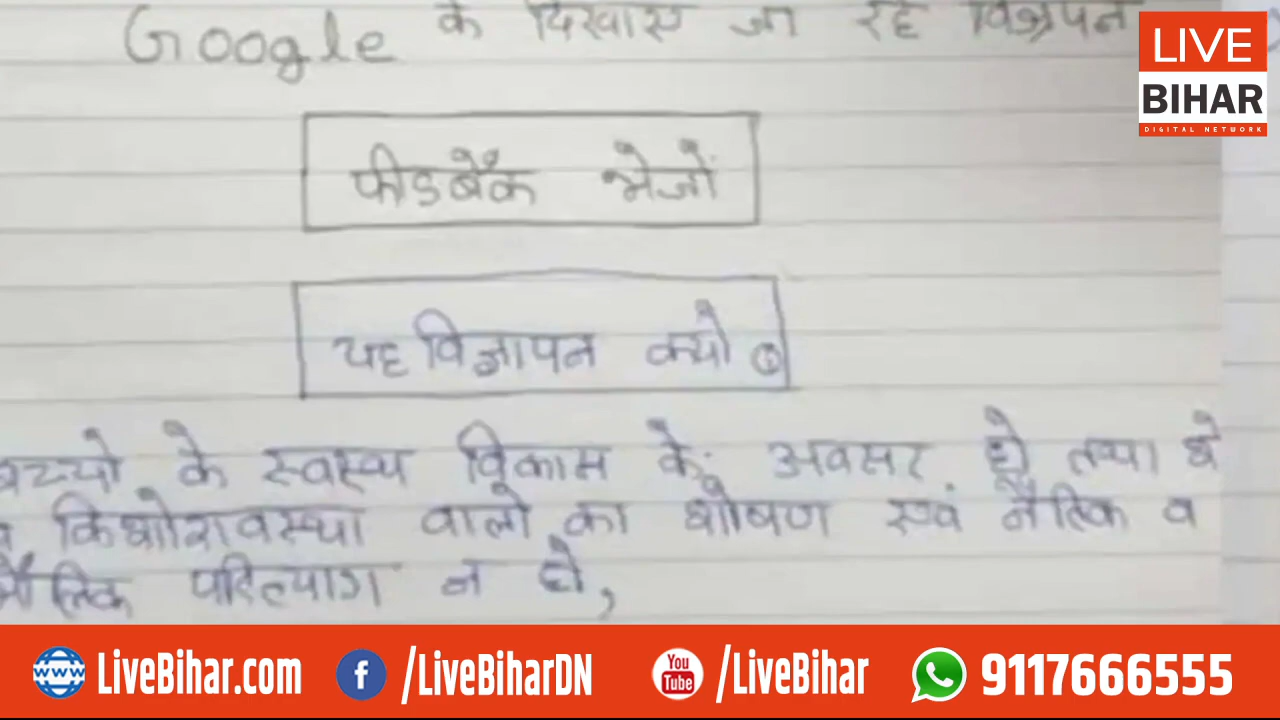 Google के दिखाए जा रहे विज्ञापन
LIVE
BIHAR
DIGITAL NETWORK
फीडबैक भेजों
यह विज्ञापन क्यो
बच्चो के स्वस्थ विकास के अवसर हो तथा वे
किशोरावस्था वालो का शोषण एवं नैतिक व
परित्याग न हो,
LiveBihar.com
/LiveBiharDN
You Tube
/LiveBihar
9117666555